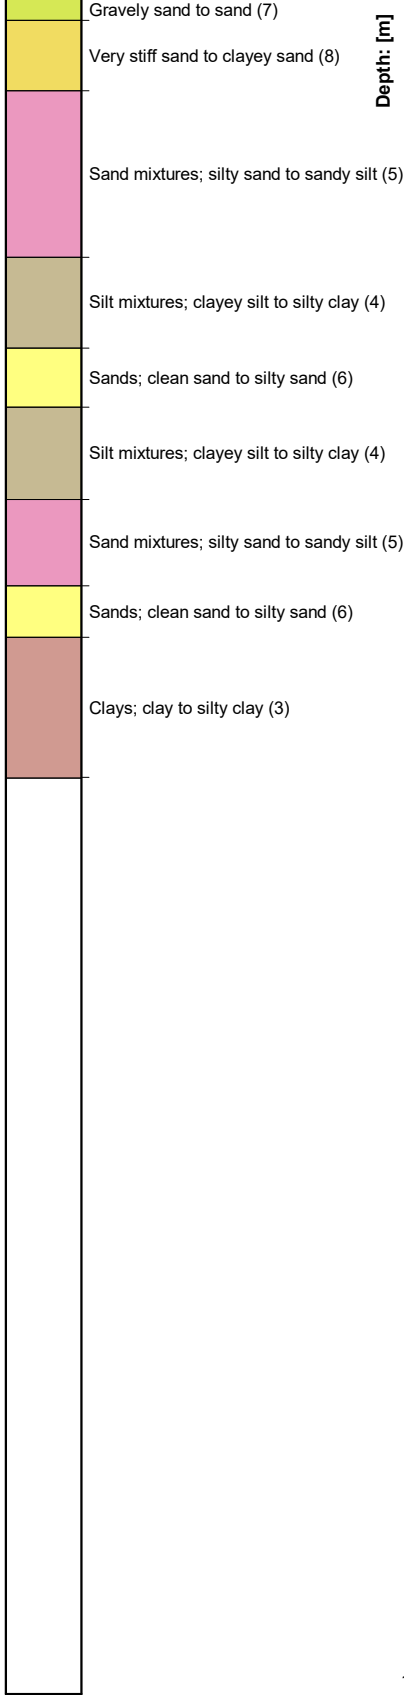 Gravely sand to sand (7)
Depth: [m]
Very stiff sand to clayey sand (8)
Sand mixtures; silty sand to sandy silt (5)
Silt mixtures; clayey silt to silty clay (4)
Sands; clean sand to silty sand (6)
Silt mixtures; clayey silt to silty clay (4)
Sand mixtures; silty sand to sandy silt (5)
Sands; clean sand to silty sand (6)
Clays; clay to silty clay (3)